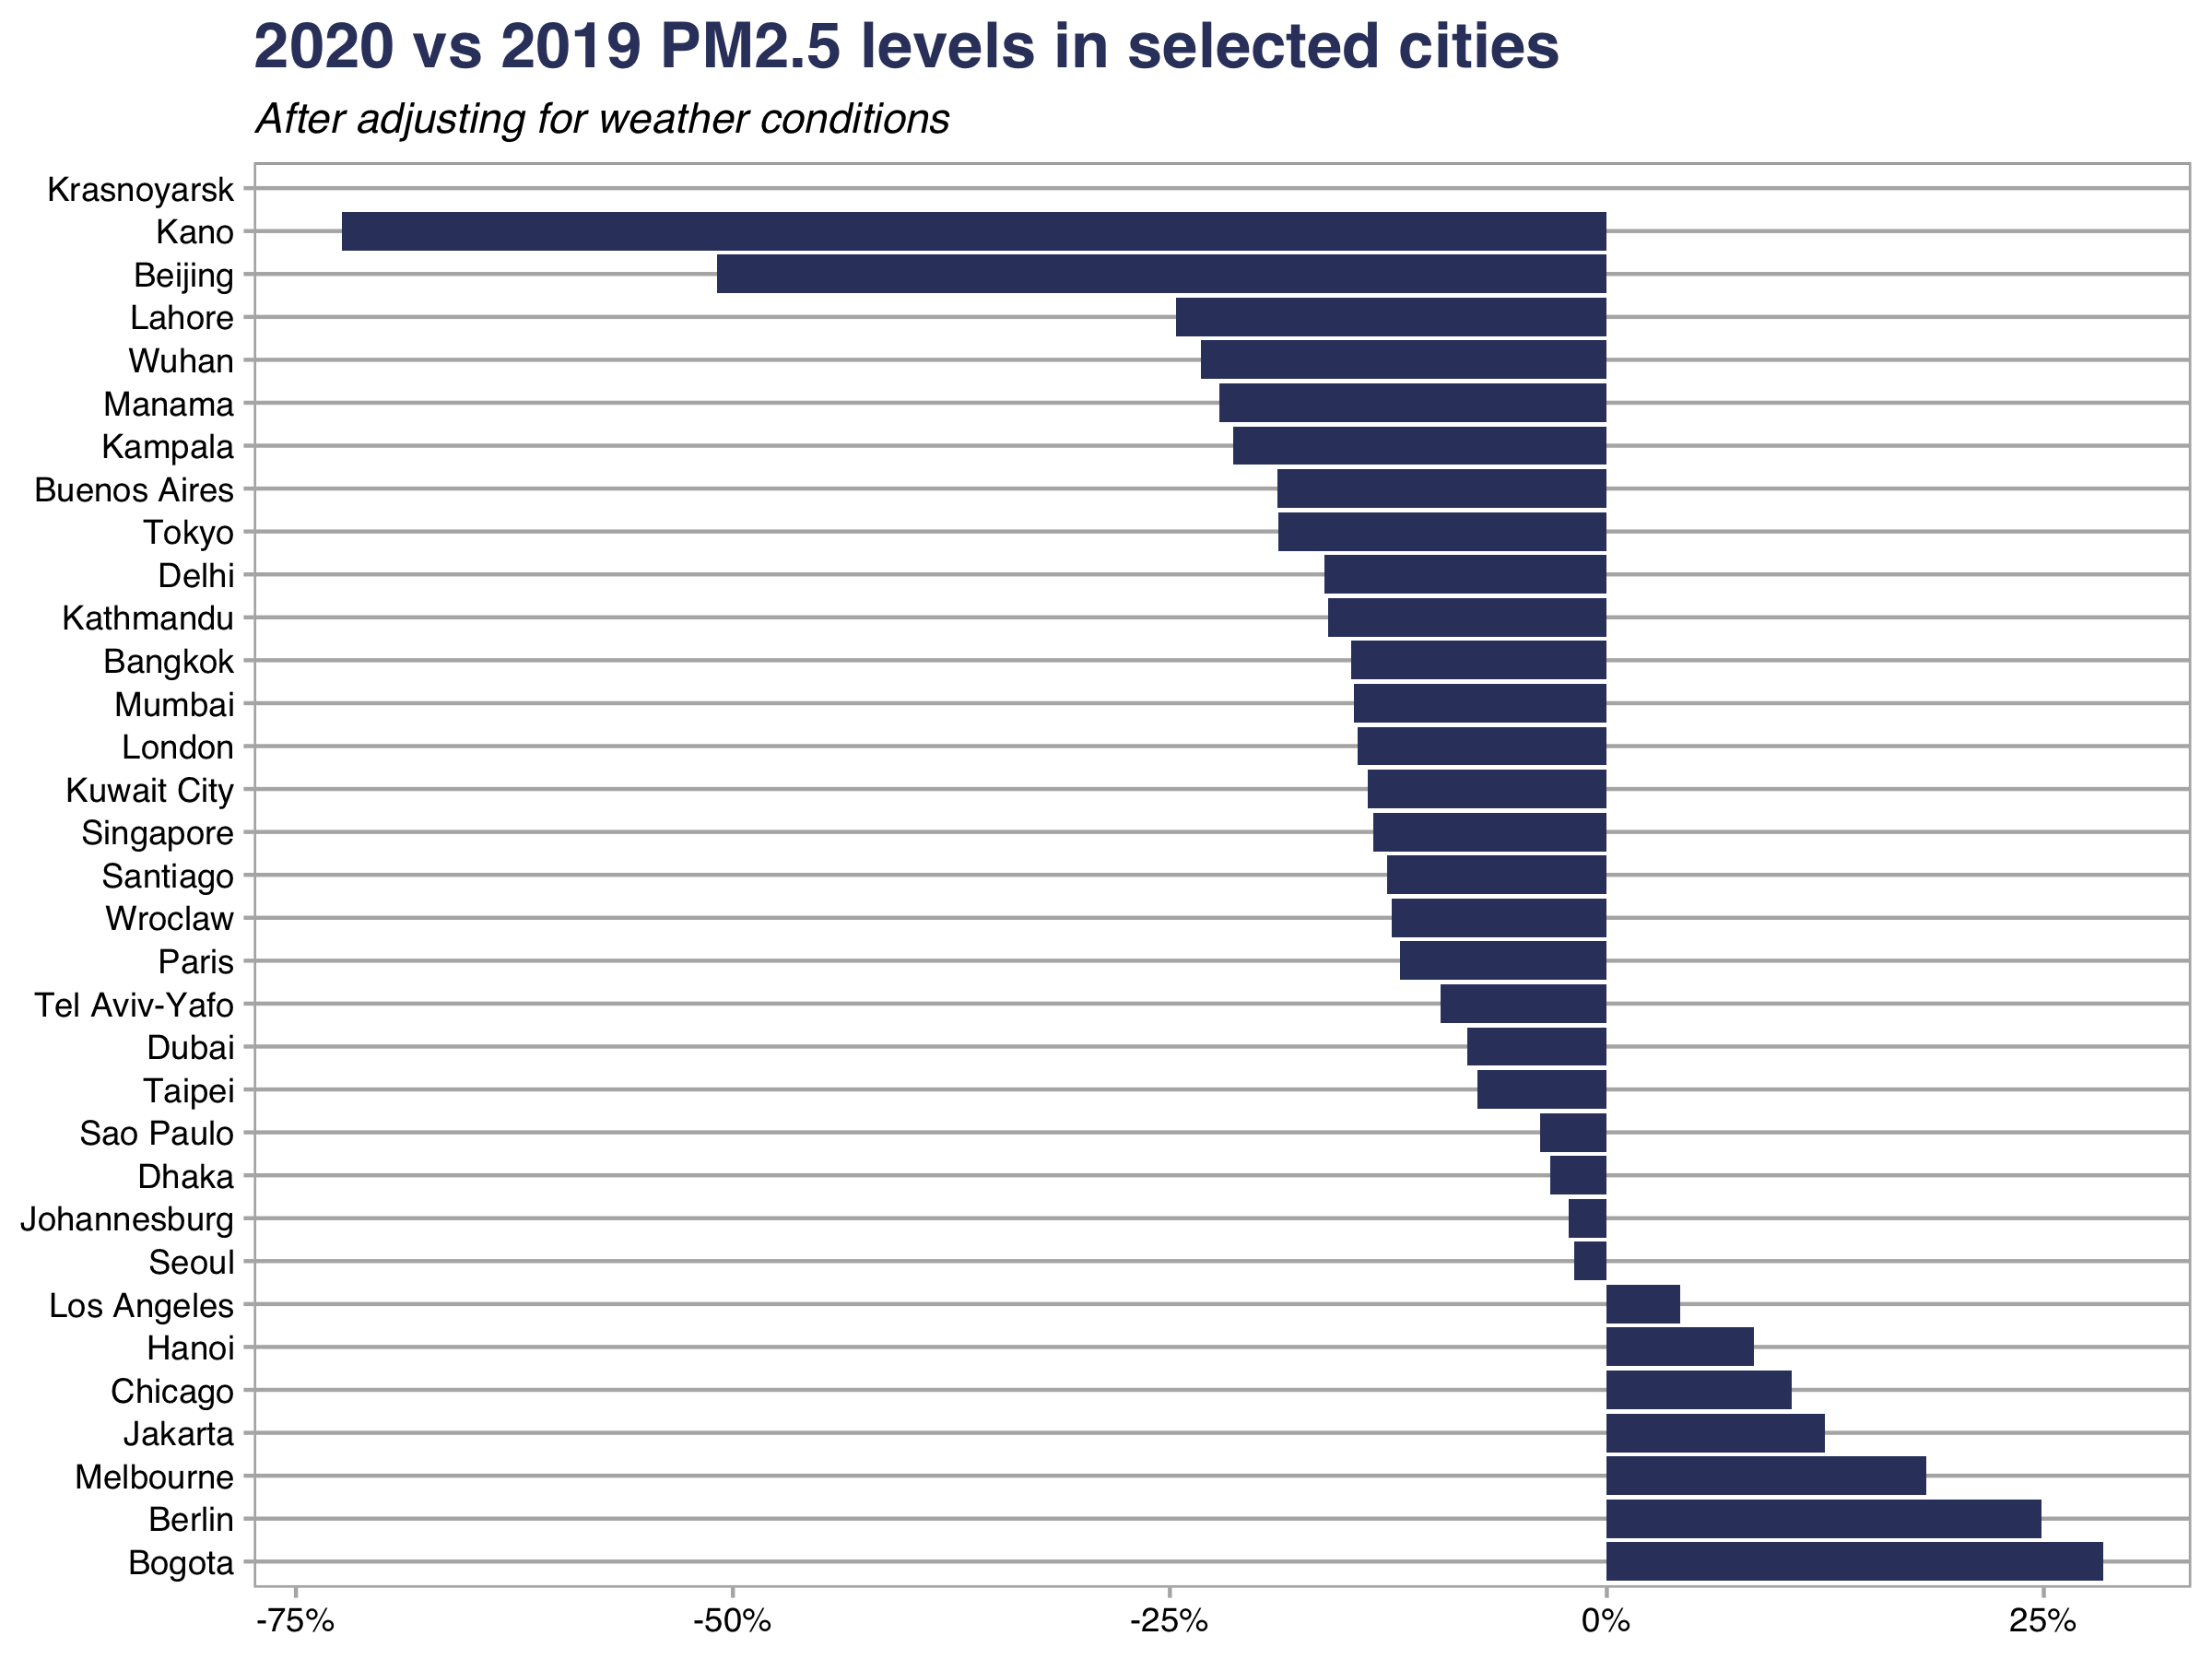 2020 vs 2019 PM2.5 levels in selected cities
After adjusting for weather conditions
Krasnoyarsk
Kano
Beijing
Lahore
Wuhan
Manama
Kampala
Buenos Aires
Tokyo
Delhi
Kathmandu
Bangkok
Mumbai
London
Kuwait City
Singapore
Santiago
Wroclaw
Paris
Tel Aviv-Yafo
Dubai
Taipei
Sao Paulo
Dhaka
Johannesburg
Seoul
Los Angeles
Hanoi
Chicago
Jakarta
Melbourne
Berlin
Bogota
-75% -50% -25% 0% 25%